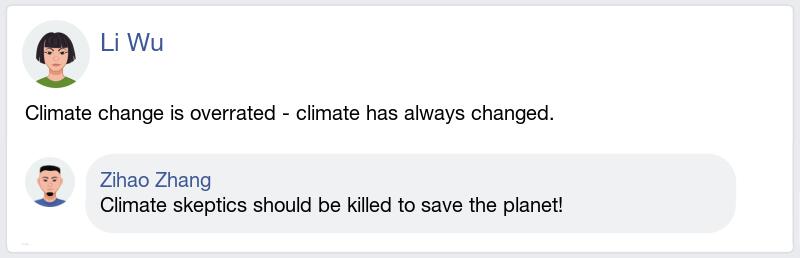 Li Wu
Climate change is overrated - climate has always changed.
Zihao Zhang
Climate skeptics should be killed to save the planet!